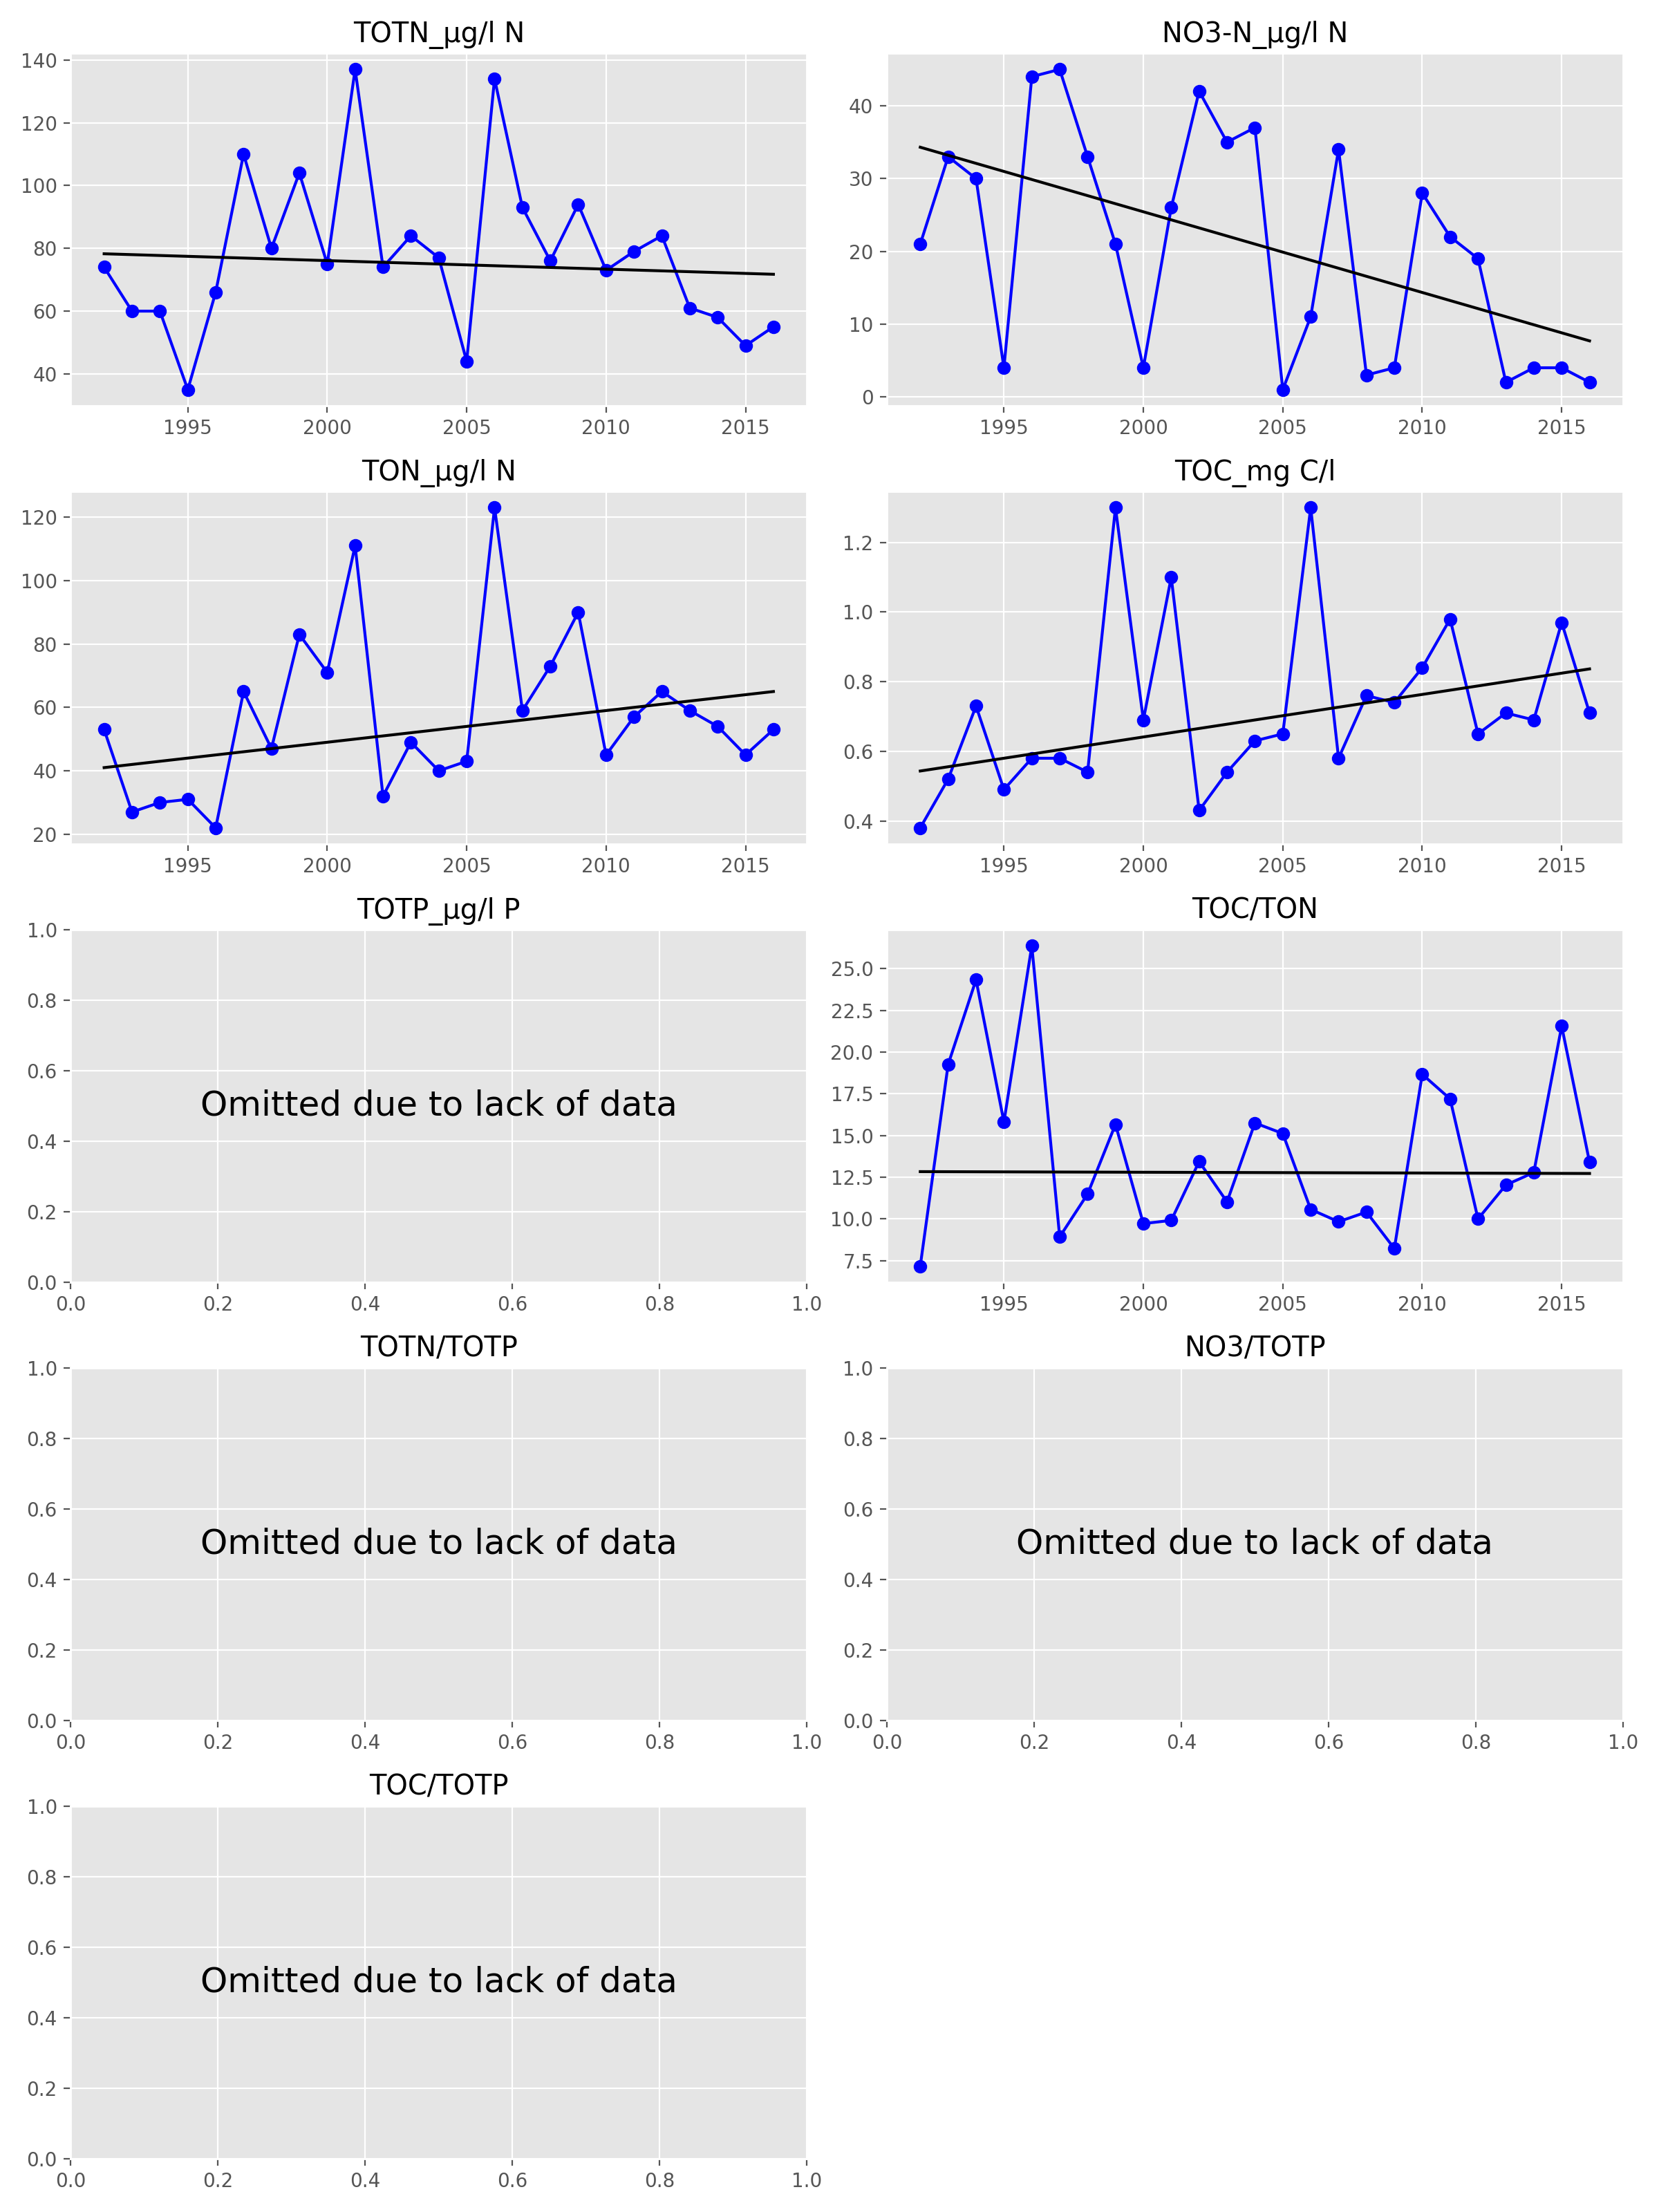 TOTN_µg/l N
140
120
100
80
60
40
1995 2000 2005 2010 2015
NO3-N_µg/l N
40
30
20
10
0
1995 2000 2005 2010 2015
TON_µg/l N
120
100
80
60
40
20
1995 2000 2005 2010 2015
TOC_mg C/l
1.2
1.0
0.8
0.6
0.4
1995 2000 2005 2010 2015
TOTP_µg/l P
1.0
0.8
0.6
Omitted due to lack of data
0.4
0.2
0.0
0.0 0.2 0.4 0.6 0.8 1.0
TOC/TON
25.0
22.5
20.0
17.5
15.0
12.5
10.0
7.5
1995 2000 2005 2010 2015
TOTN/TOTP
1.0
0.8
0.6
Omitted due to lack of data
0.4
0.2
0.0
0.0 0.2 0.4 0.6 0.8 1.0
NO3/TOTP
1.0
0.8
0.6
Omitted due to lack of data
0.4
0.2
0.0
0.0 0.2 0.4 0.6 0.8 1.0
TOC/TOTP
1.0
0.8
0.6
Omitted due to lack of data
0.4
0.2
0.0
0.0 0.2 0.4 0.6 0.8 1.0